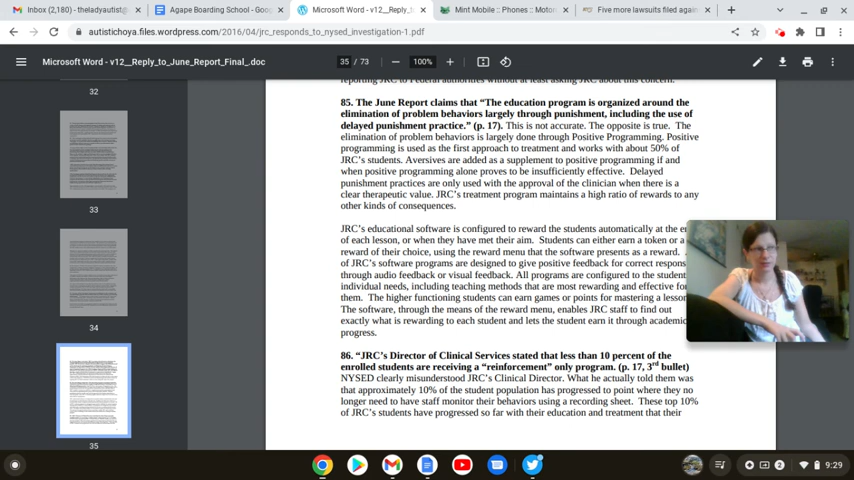 Inbox (2,180) - theladyautist@
Agape Boarding School - Goog
Microsoft Word - v12__Reply_to
Mint Mobile :: Phones :: Motoro
Five more lawsuits filed again
autistichoya.files.wordpress.com/2016/04/jrc_responds_to_nysed_investigation-1.pdf
Microsoft Word - v12__Reply_to_June_Report_Final_.doc
35 / 73
100%
32
33
34
35
reporting JRC to Federal authorities without at least asking JRC about this concern.
85. The June Report claims that “The education program is organized around the
elimination of problem behaviors largely through punishment, including the use of
delayed punishment practice.” (p. 17). This is not accurate. The opposite is true. The
elimination of problem behaviors is largely done through Positive Programming. Positive
programming is used as the first approach to treatment and works with about 50% of
JRC’s students. Aversives are added as a supplement to positive programming if and
when positive programming alone proves to be insufficiently effective. Delayed
punishment practices are only used with the approval of the clinician when there is a
clear therapeutic value. JRC’s treatment program maintains a high ratio of rewards to any
other kinds of consequences.
JRC’s educational software is configured to reward the students automatically at the en
of each lesson, or when they have met their aim. Students can either earn a token or a
reward of their choice, using the reward menu that the software presents as a reward.
of JRC’s software programs are designed to give positive feedback for correct respons
through audio feedback or visual feedback. All programs are configured to the student
individual needs, including teaching methods that are most rewarding and effective for
them. The higher functioning students can earn games or points for mastering a lesson
The software, through the means of the reward menu, enables JRC staff to find out
exactly what is rewarding to each student and lets the student earn it through academic
progress.
86. “JRC’s Director of Clinical Services stated that less than 10 percent of the
enrolled students are receiving a “reinforcement” only program. (p. 17, 3rd bullet)
NYSED clearly misunderstood JRC’s Clinical Director. What he actually told them was
that approximately 10% of the student population has progressed to point where they no
longer need to have staff monitor their behaviors using a recording sheet. These top 10%
of JRC’s students have progressed so far with their education and treatment that their
2
9:29